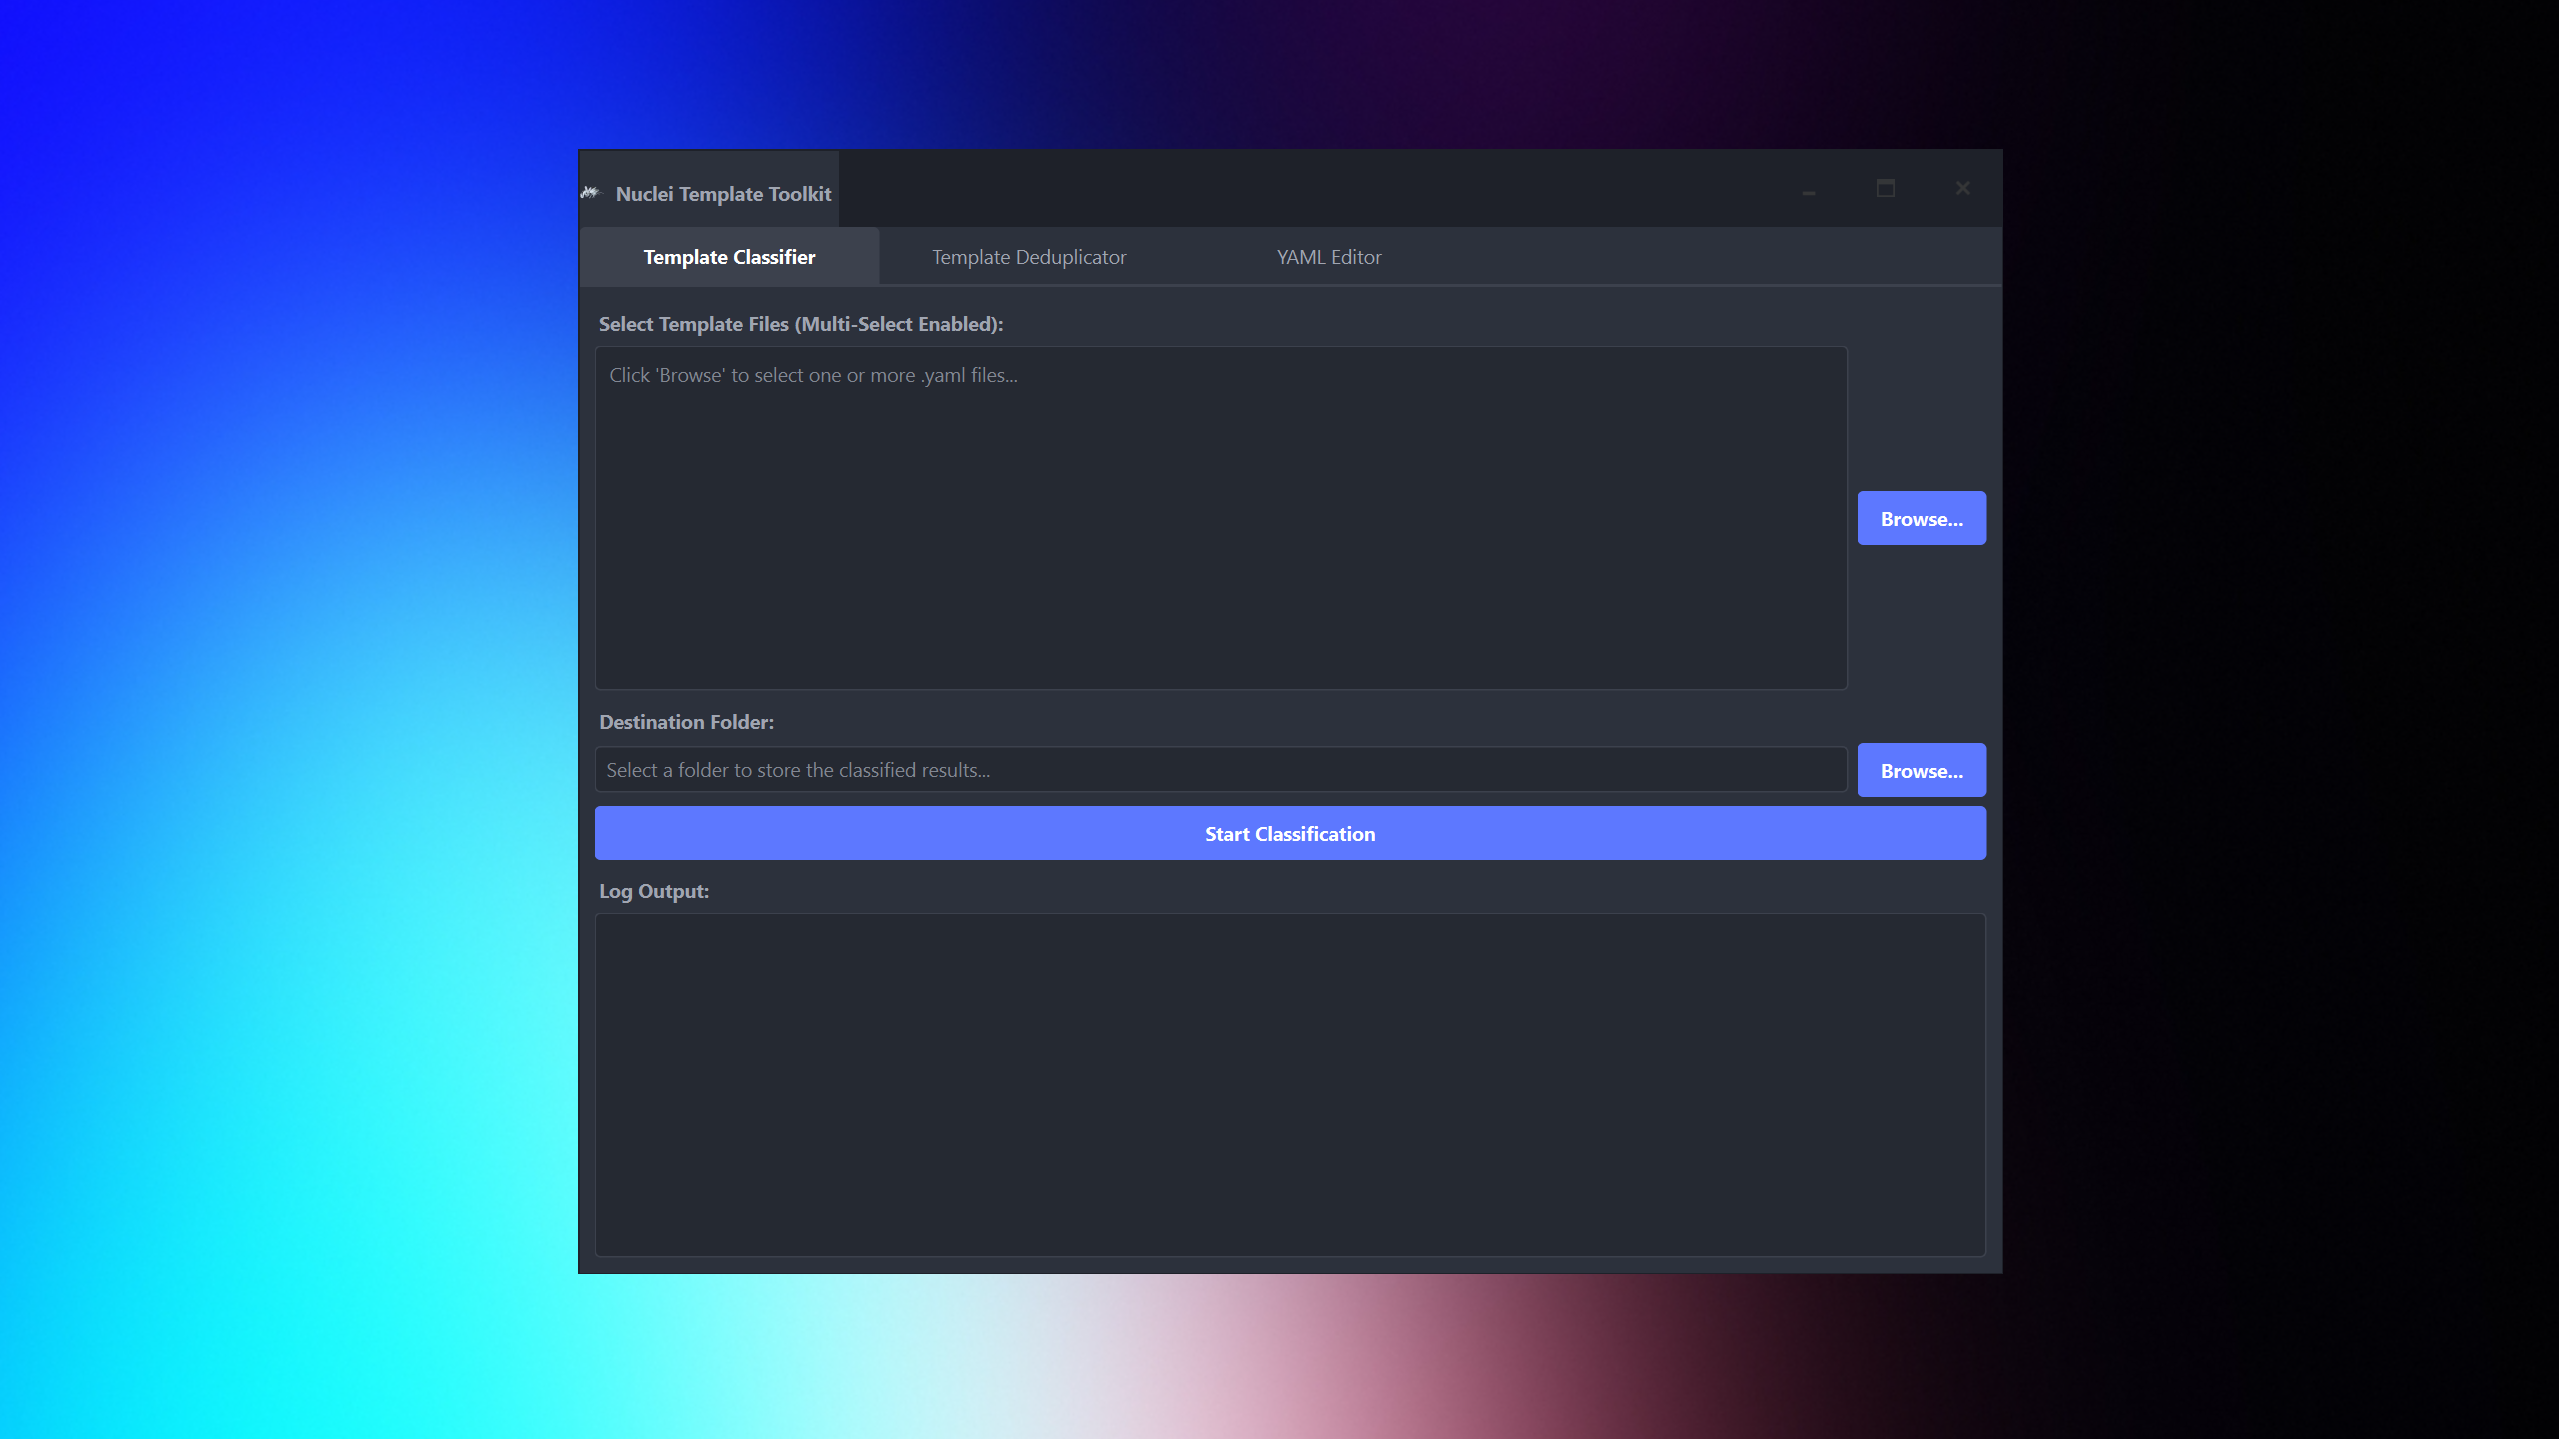 Nuclei Template Toolkit
Template Classifier
Template Deduplicator
YAML Editor
Select Template Files (Multi-Select Enabled):
Click 'Browse' to select one or more .yaml files...
Browse...
Destination Folder:
Select a folder to store the classified results...
Browse...
Start Classification
Log Output: